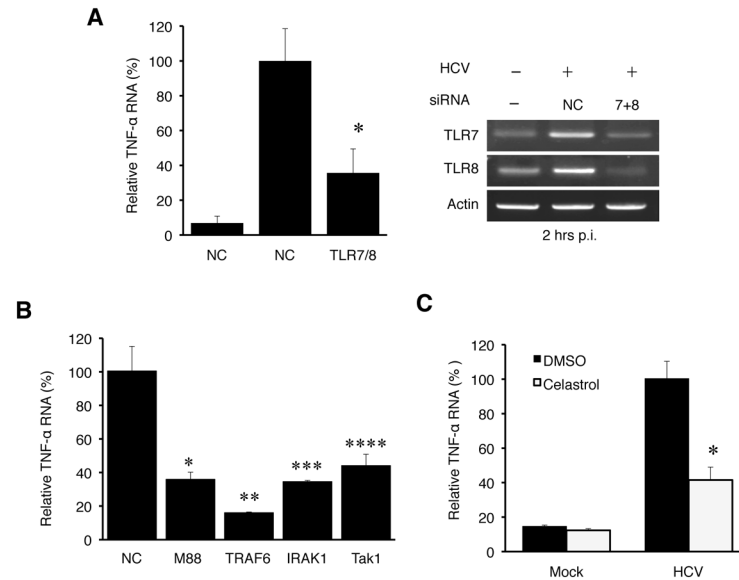 A
Relative TNF-α RNA (%)
120
100
80
60
40
20
0
*
NC
NC
TLR7/8
HCV
−
+
+
siRNA
−
NC
7+8
TLR7
TLR8
Actin
2 hrs p.i.
B
Relative TNF-α RNA (%)
120
100
80
60
40
20
0
*
**
***
****
NC
M88
TRAF6
IRAK1
Tak1
C
Relative TNF-α RNA (% )
120
100
80
60
40
20
0
DMSO
Celastrol
*
Mock
HCV